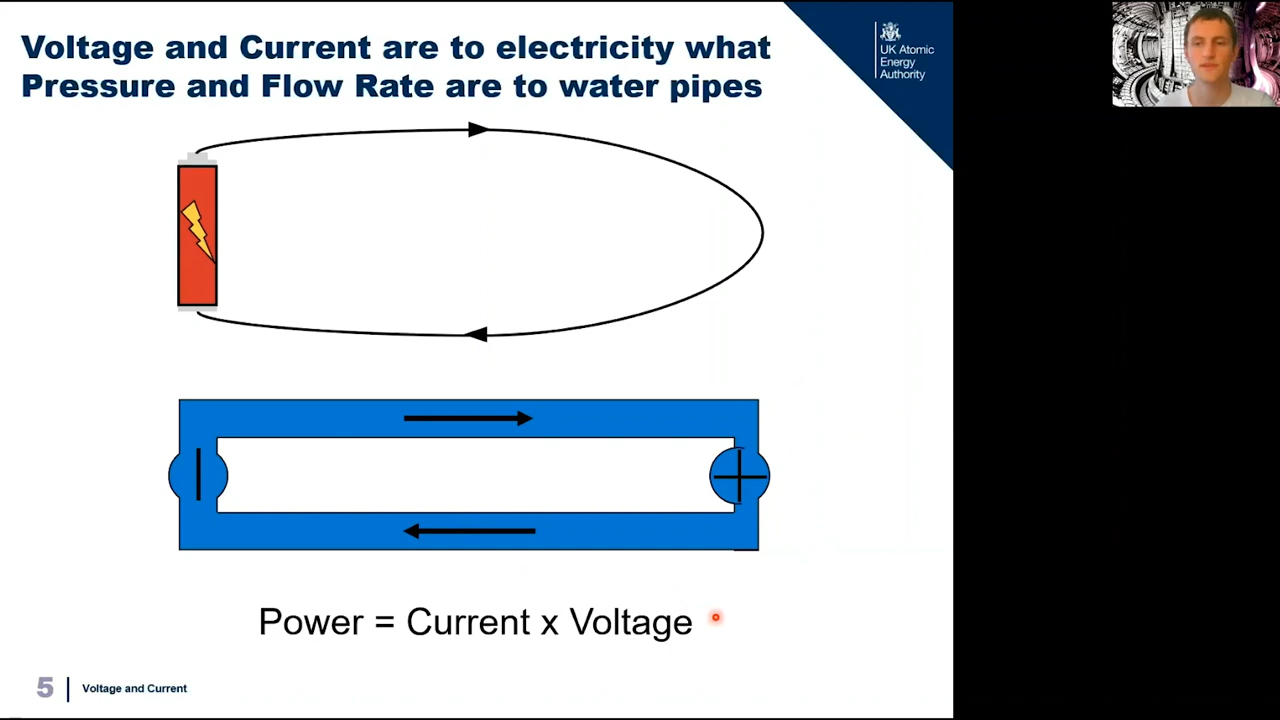 Voltage and Current are to electricity what
Pressure and Flow Rate are to water pipes
UK Atomic
Energy
Authority
Power = Current x Voltage
5
Voltage and Current